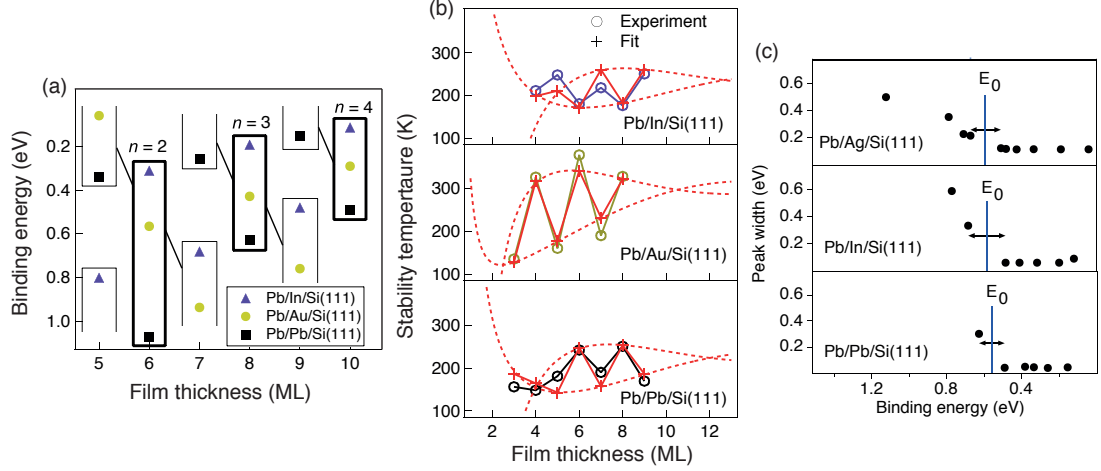 (a)
Binding energy (eV)
0.2
0.4
0.6
0.8
1.0
n = 2
n = 3
n = 4
Pb/In/Si(111)
Pb/Au/Si(111)
Pb/Pb/Si(111)
5 6 7 8 9 10
Film thickness (ML)
(b)
Stability tempertaure (K)
Experiment
Fit
400
300
200
100
Pb/In/Si(111)
300
200
100
Pb/Au/Si(111)
300
200
100
Pb/Pb/Si(111)
2 4 6 8 10 12
Film thickness (ML)
(c)
Peak width (eV)
0.6
0.4
0.2
E0
Pb/Ag/Si(111)
0.6
0.4
0.2
E0
Pb/In/Si(111)
0.6
0.4
0.2
E0
Pb/Pb/Si(111)
1.2 0.8 0.4
Binding energy (eV)